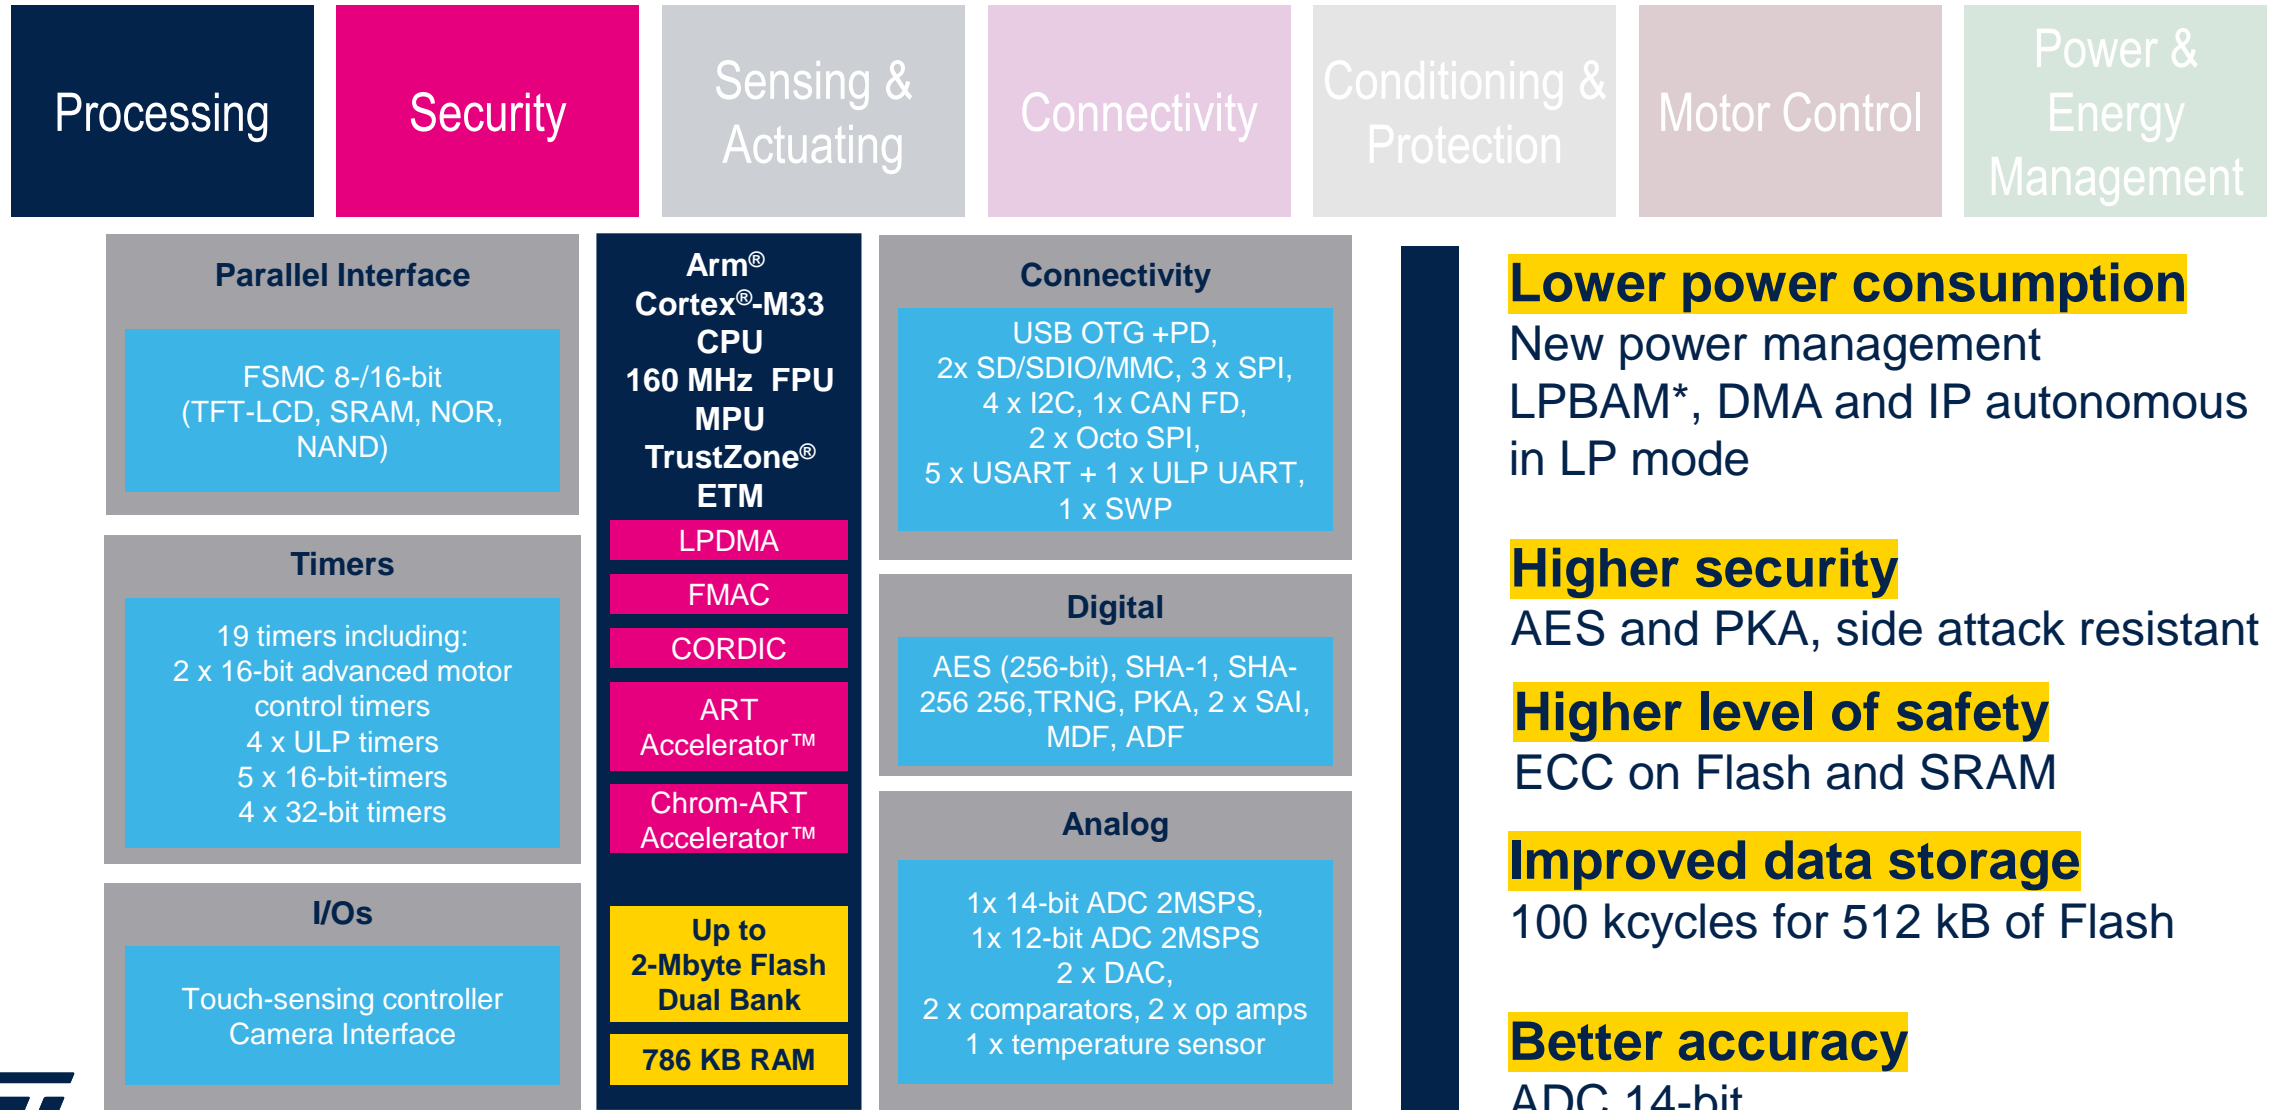 Processing
Security
Sensing &
Actuating
Connectivity
Conditioning &
Protection
Motor Control
Power &
Energy
Management
Parallel Interface
FSMC 8-/16-bit
(TFT-LCD, SRAM, NOR,
NAND)
Timers
19 timers including:
2 x 16-bit advanced motor
control timers
4 x ULP timers
5 x 16-bit-timers
4 x 32-bit timers
I/Os
Touch-sensing controller
Camera Interface
Arm®
Cortex®-M33
CPU
160 MHz FPU
MPU
TrustZone®
ETM
LPDMA
FMAC
CORDIC
ART
Accelerator™
Chrom-ART
Accelerator™
Up to
2-Mbyte Flash
Dual Bank
786 KB RAM
Connectivity
USB OTG +PD,
2x SD/SDIO/MMC, 3 x SPI,
4 x I2C, 1x CAN FD,
2 x Octo SPI,
5 x USART + 1 x ULP UART,
1 x SWP
Digital
AES (256-bit), SHA-1, SHA-
256 256,TRNG, PKA, 2 x SAI,
MDF, ADF
Analog
1x 14-bit ADC 2MSPS,
1x 12-bit ADC 2MSPS
2 x DAC,
2 x comparators, 2 x op amps
1 x temperature sensor
Lower power consumption
New power management
LPBAM*, DMA and IP autonomous
in LP mode
Higher security
AES and PKA, side attack resistant
Higher level of safety
ECC on Flash and SRAM
Improved data storage
100 kcycles for 512 kB of Flash
Better accuracy
ADC 14-bit